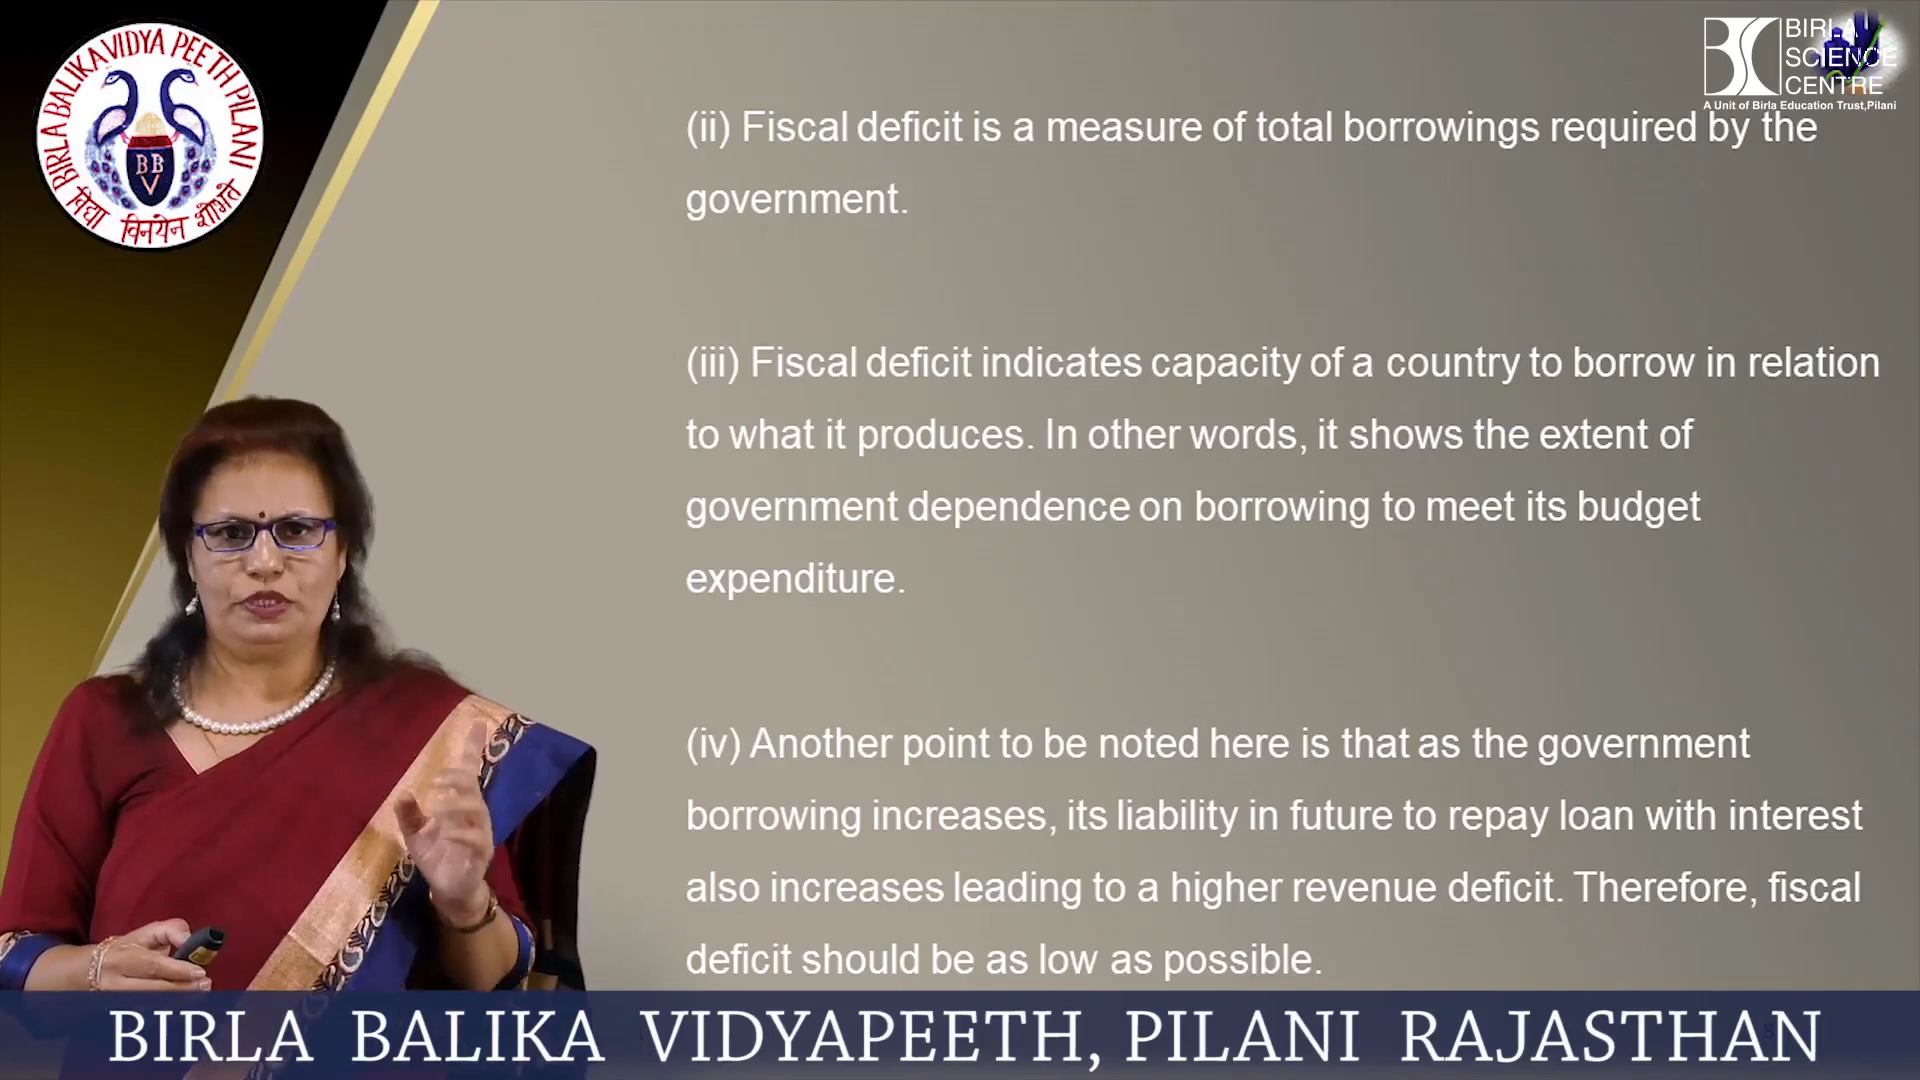 BIRLA BALIKA VIDYA PEETH PILANI
BB
V
विद्या विनयेन शोभते
BIRLA
SCIENCE
CENTRE
A Unit of Birla Education Trust,Pilani
(ii) Fiscal deficit is a measure of total borrowings required by the
government.
(iii) Fiscal deficit indicates capacity of a country to borrow in relation
to what it produces. In other words, it shows the extent of
government dependence on borrowing to meet its budget
expenditure.
(iv) Another point to be noted here is that as the government
borrowing increases, its liability in future to repay loan with interest
also increases leading to a higher revenue deficit. Therefore, fiscal
deficit should be as low as possible.
BIRLA BALIKA VIDYAPEETH, PILANI RAJASTHAN